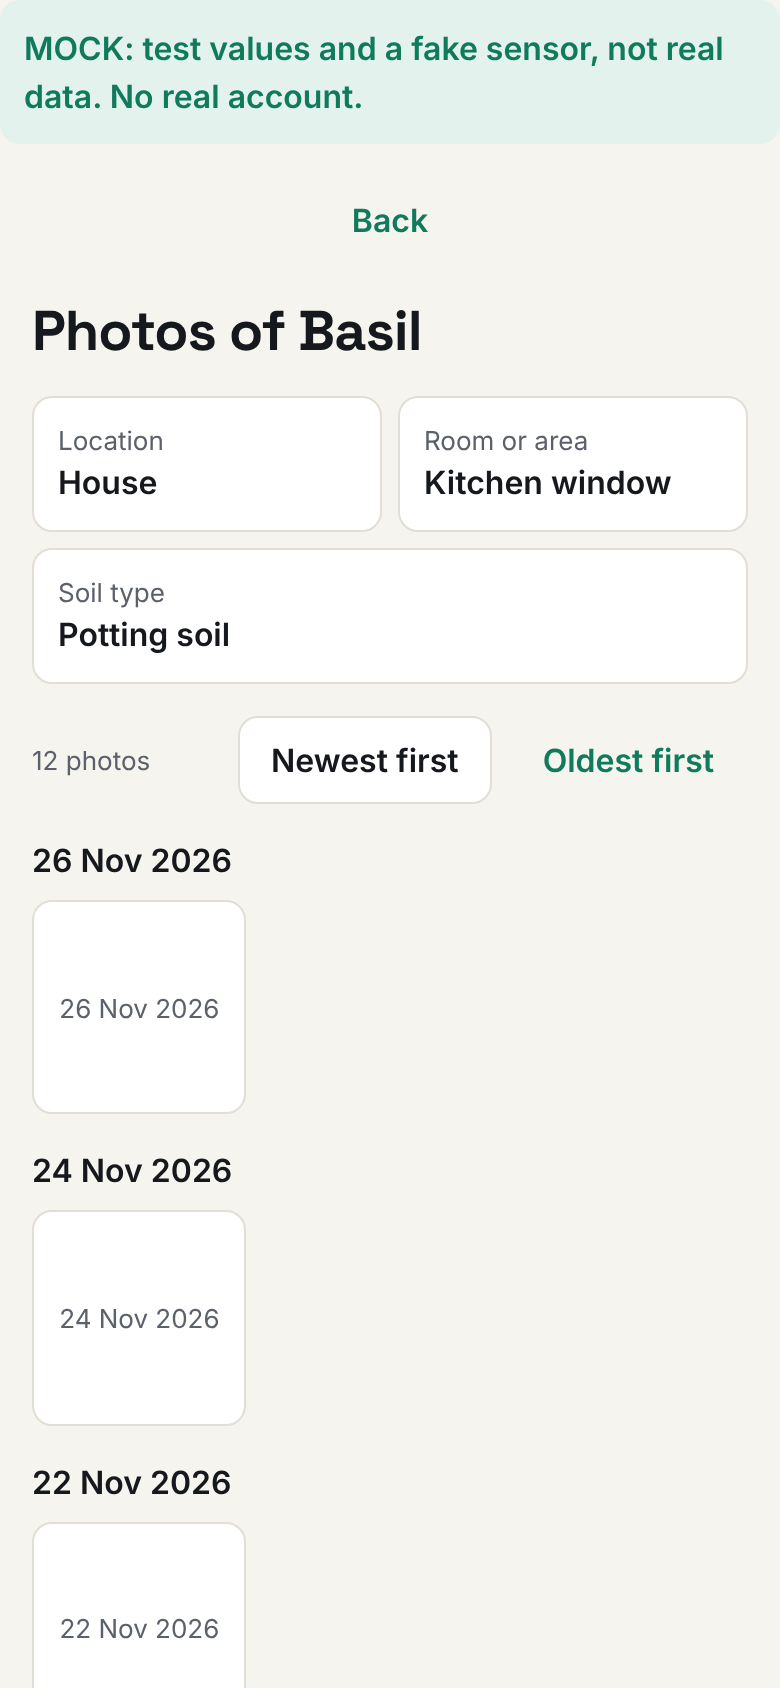 MOCK: test values and a fake sensor, not real
data. No real account.
Back
Photos of Basil
Location
House
Room or area
Kitchen window
Soil type
Potting soil
12 photos
Newest first
Oldest first
26 Nov 2026
26 Nov 2026
24 Nov 2026
24 Nov 2026
22 Nov 2026
22 Nov 2026